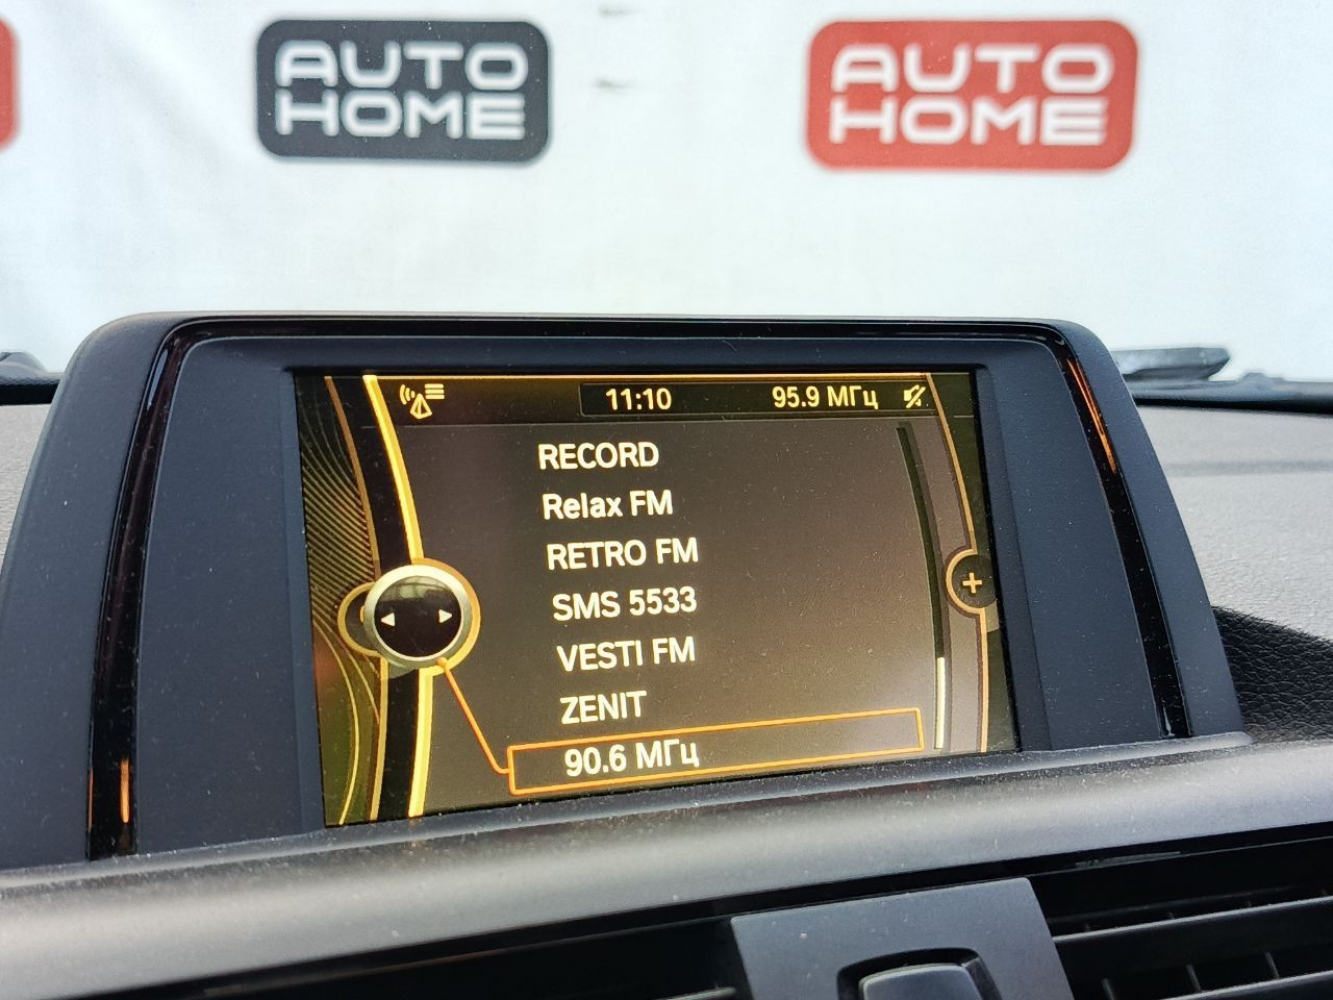 AUTO
HOME
AUTO
HOME
11:10 95.9 МГц
RECORD
Relax FM
RETRO FM
SMS 5533
VESTI FM
ZENIT
90.6 МГц